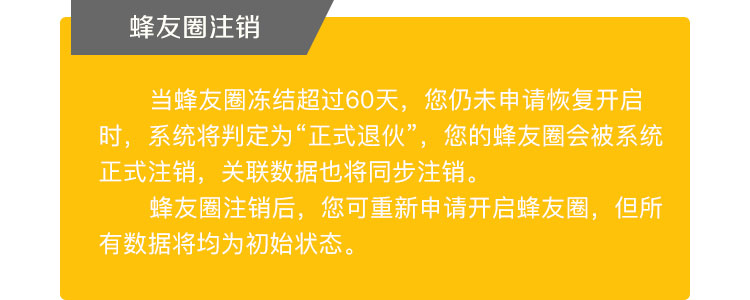 蜂友圈注销
当蜂友圈冻结超过60天，您仍未申请恢复开启
时，系统将判定为“正式退伙”，您的蜂友圈会被系统
正式注销，关联数据也将同步注销。
蜂友圈注销后，您可重新申请开启蜂友圈，但所
有数据将均为初始状态。